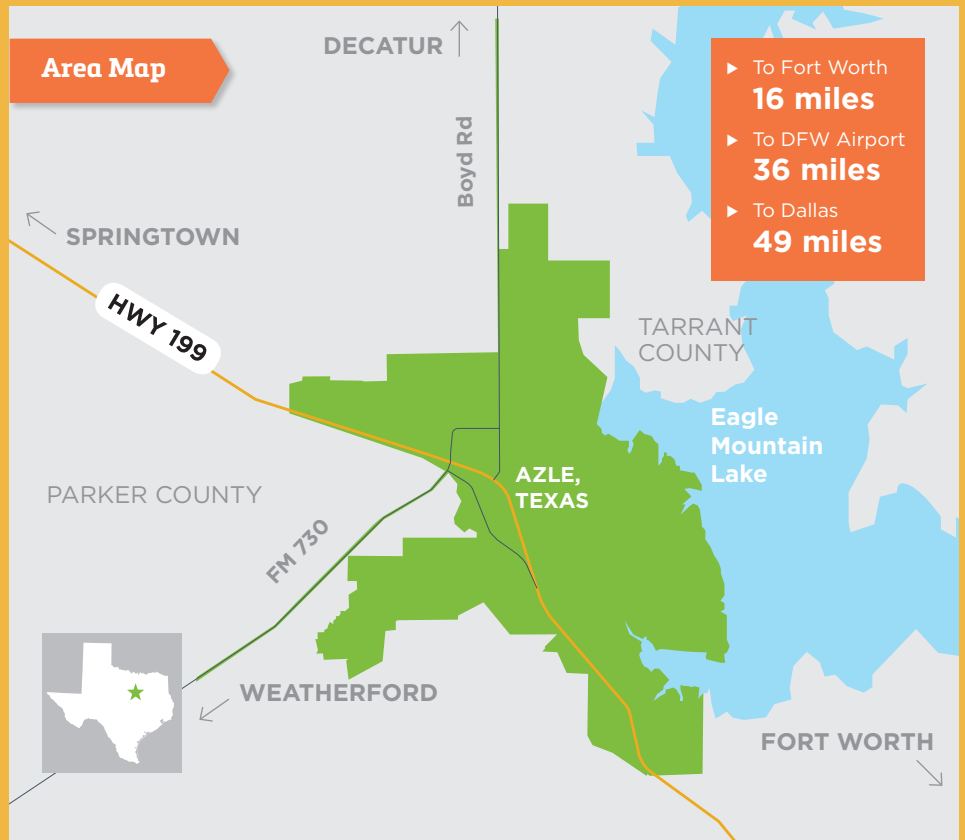 Area Map
DECATUR
▶ To Fort Worth
16 miles
▶ To DFW Airport
36 miles
▶ To Dallas
49 miles
Boyd Rd
SPRINGTOWN
HWY 199
TARRANT
COUNTY
Eagle
Mountain
Lake
AZLE,
TEXAS
PARKER COUNTY
FM 730
WEATHERFORD
FORT WORTH